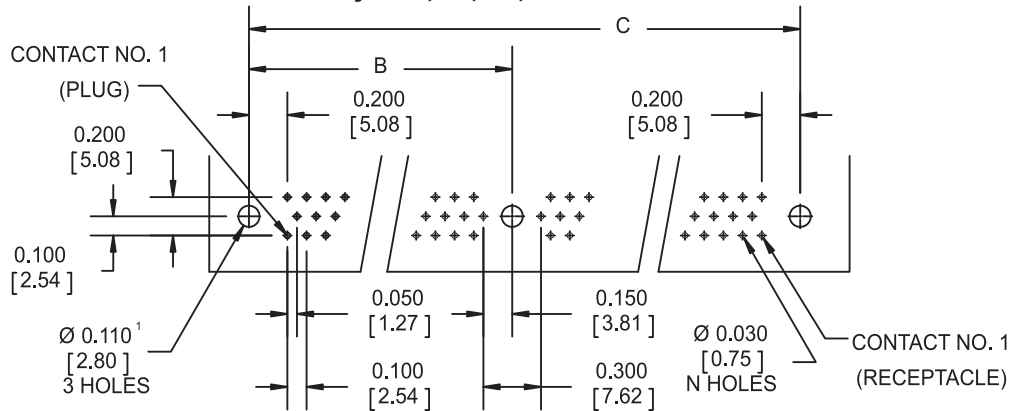 C
CONTACT NO. 1
(PLUG)
B
0.200
[5.08]
0.200
[5.08]
0.200
[5.08]
0.100
[2.54]
0.050
[1.27]
0.150
[3.81]
Ø 0.110¹
[2.80]
3 HOLES
Ø 0.030
[0.75]
N HOLES
CONTACT NO. 1
(RECEPTACLE)
0.100
[2.54]
0.300
[7.62]